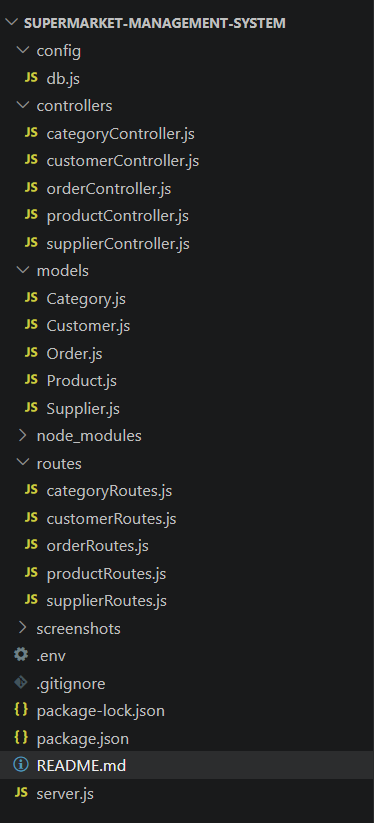 SUPERMARKET-MANAGEMENT-SYSTEM
config
JS db.js
controllers
JS categoryController.js
JS customerController.js
JS orderController.js
JS productController.js
JS supplierController.js
models
JS Category.js
JS Customer.js
JS Order.js
JS Product.js
JS Supplier.js
node_modules
routes
JS categoryRoutes.js
JS customerRoutes.js
JS orderRoutes.js
JS productRoutes.js
JS supplierRoutes.js
screenshots
.env
.gitignore
{} package-lock.json
{} package.json
README.md
JS server.js